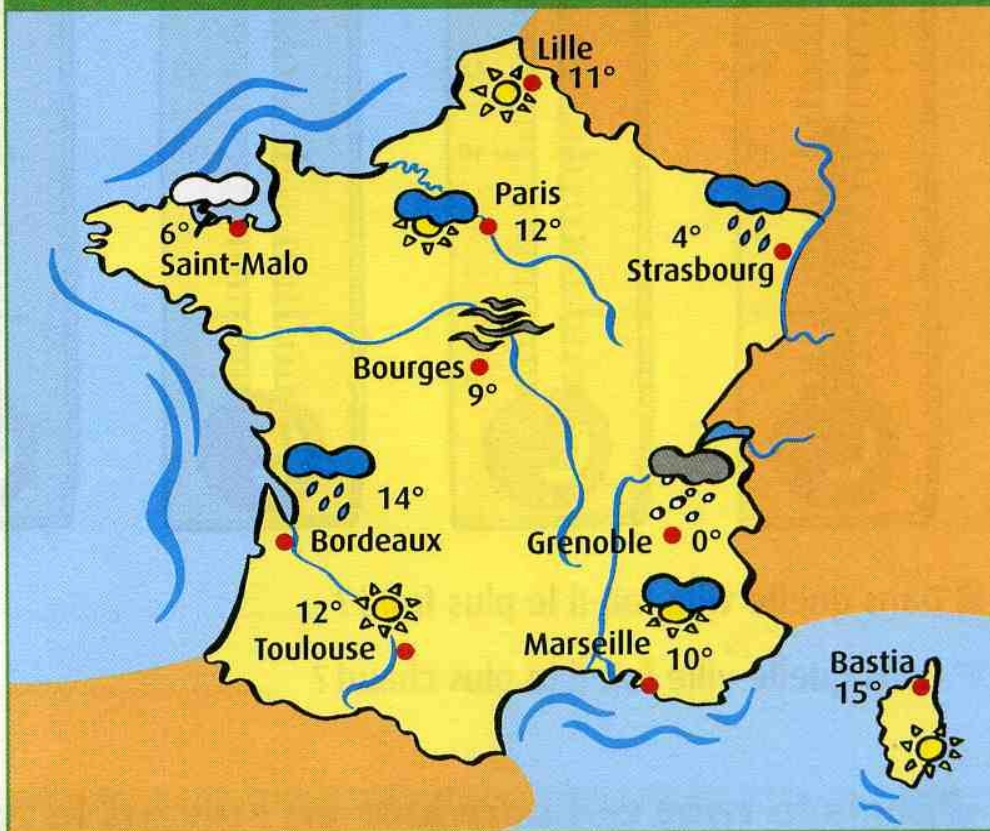 Lille
11°
Paris
12°
6°
Saint-Malo
4°
Strasbourg
Bourges
9°
14°
Bordeaux
Grenoble 0°
12°
Toulouse
Marseille
10°
Bastia
15°